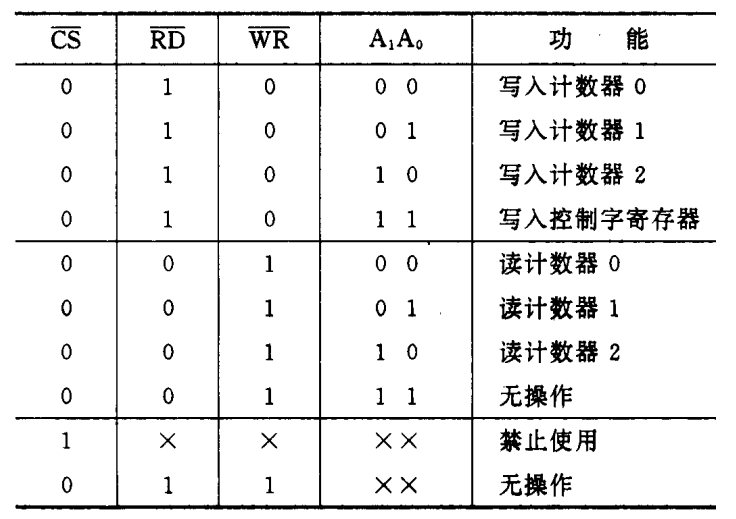 CS RD WR A₁A₀ 功 能
0 1 0 0 0 写入计数器 0
0 1 0 0 1 写入计数器 1
0 1 0 1 0 写入计数器 2
0 1 0 1 1 写入控制字寄存器
0 0 1 0 0 读计数器 0
0 0 1 0 1 读计数器 1
0 0 1 1 0 读计数器 2
0 0 1 1 1 无操作
1 × × ×× 禁止使用
0 1 1 ×× 无操作